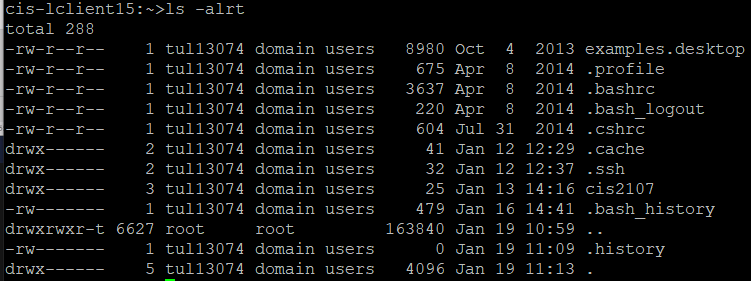 cis-lclient15:~>ls -alrt
total 288
-rw-r--r--    1 tul13074 domain users   8980 Oct  4  2013 examples.desktop
-rw-r--r--    1 tul13074 domain users    675 Apr  8  2014 .profile
-rw-r--r--    1 tul13074 domain users   3637 Apr  8  2014 .bashrc
-rw-r--r--    1 tul13074 domain users    220 Apr  8  2014 .bash_logout
-rw-r--r--    1 tul13074 domain users    604 Jul 31  2014 .cshrc
drwx------    2 tul13074 domain users     41 Jan 12 12:29 .cache
drwx------    2 tul13074 domain users     32 Jan 12 12:37 .ssh
drwx------    3 tul13074 domain users     25 Jan 13 14:16 cis2107
-rw-------    1 tul13074 domain users    479 Jan 16 14:41 .bash_history
drwxrwxr-t 6627 root     root         163840 Jan 19 10:59 ..
-rw-------    1 tul13074 domain users      0 Jan 19 11:09 .history
drwx------    5 tul13074 domain users   4096 Jan 19 11:13 .